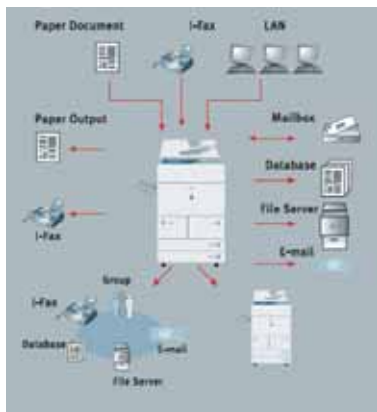 Paper Document
I-Fax
LAN
Paper Output
Mailbox
Database
File Server
I-Fax
E-mail
Group
I-Fax
Database
E-mail
File Server